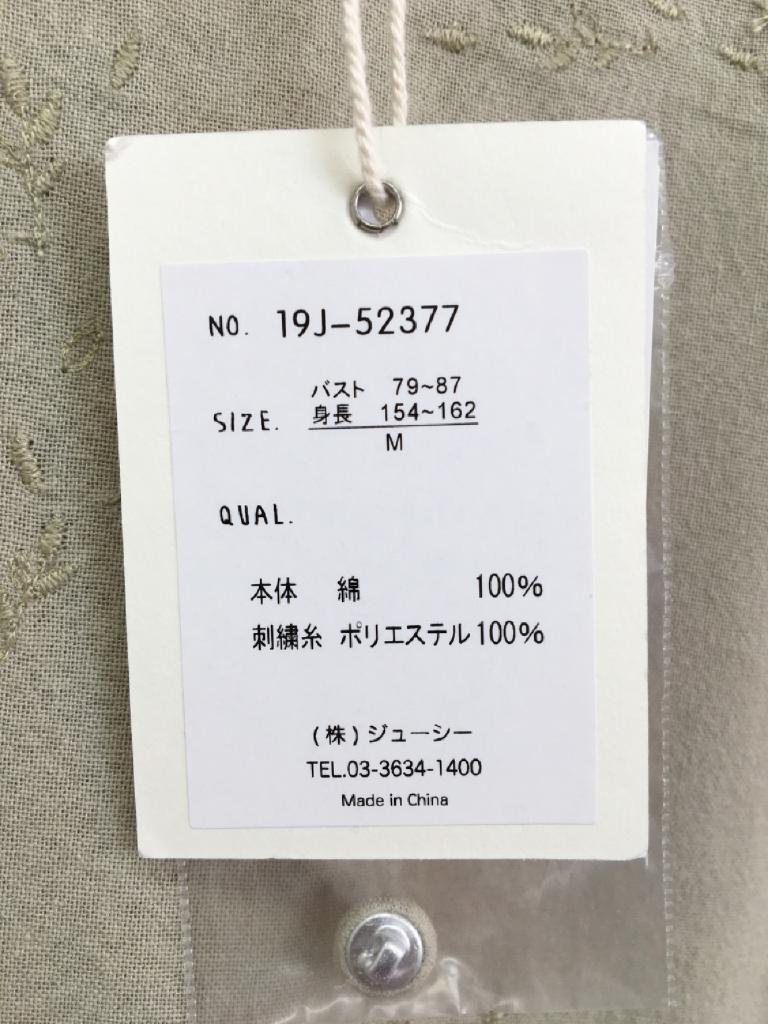 NO. 19J-52377
バスト 79~87
SIZE. 身長 154~162
M
QUAL.
本体 綿 100%
刺繍糸 ポリエステル100%
(株)ジューシー
TEL.03-3634-1400
Made in China